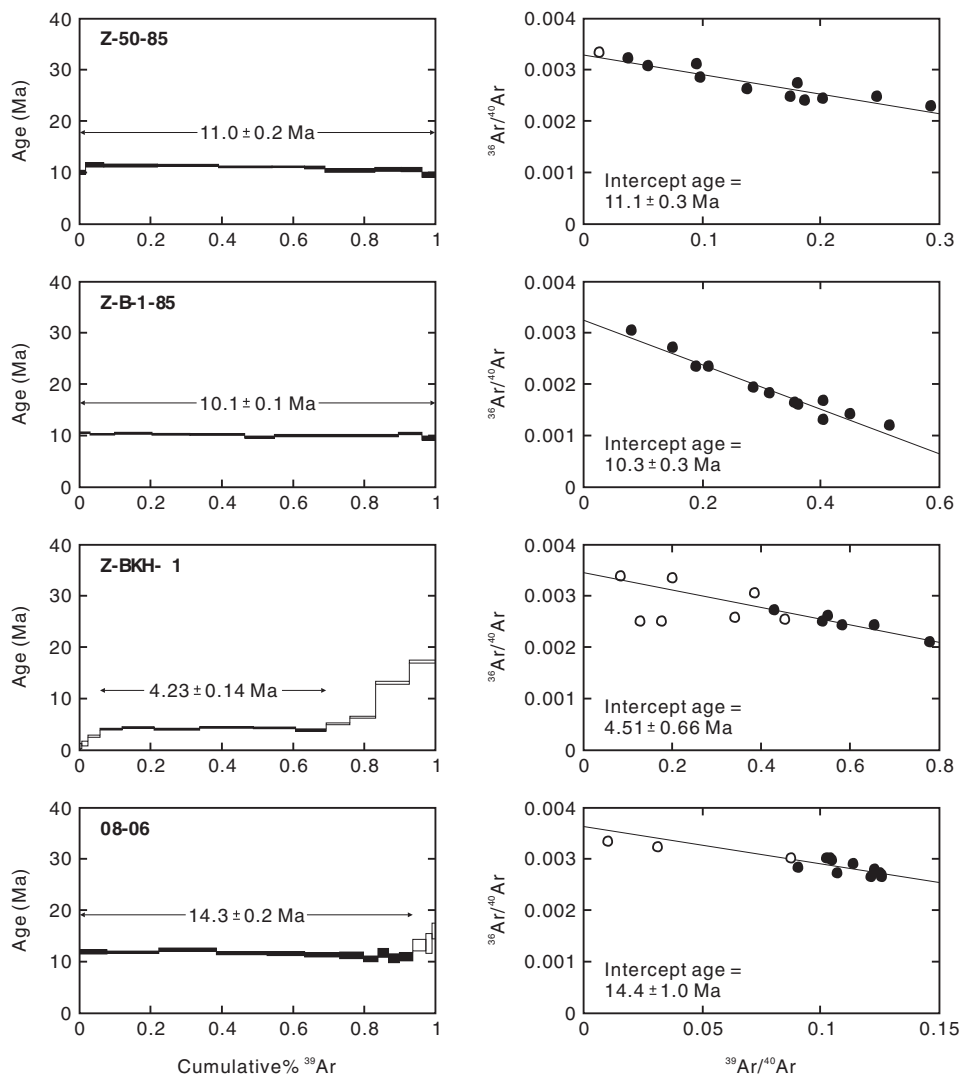 40
Z-50-85
30
Age (Ma)
20
11.0 ± 0.2 Ma
10
0
0 0.2 0.4 0.6 0.8 1
0.004
0.003
³⁶Ar/⁴⁰Ar
0.002
0.001
Intercept age =
11.1 ± 0.3 Ma
0
0 0.1 0.2 0.3
40
Z-B-1-85
30
Age (Ma)
20
10.1 ± 0.1 Ma
10
0
0 0.2 0.4 0.6 0.8 1
0.004
0.003
³⁶Ar/⁴⁰Ar
0.002
0.001
Intercept age =
10.3 ± 0.3 Ma
0
0 0.2 0.4 0.6
40
Z-BKH- 1
30
Age (Ma)
20
4.23 ± 0.14 Ma
10
0
0 0.2 0.4 0.6 0.8 1
0.004
0.003
³⁶Ar/⁴⁰Ar
0.002
0.001
Intercept age =
4.51 ± 0.66 Ma
0
0 0.2 0.4 0.6 0.8
40
08-06
30
Age (Ma)
20
14.3 ± 0.2 Ma
10
0
0 0.2 0.4 0.6 0.8 1
Cumulative% ³⁹Ar
0.004
0.003
³⁶Ar/⁴⁰Ar
0.002
0.001
Intercept age =
14.4 ± 1.0 Ma
0
0 0.05 0.1 0.15
³⁹Ar/⁴⁰Ar